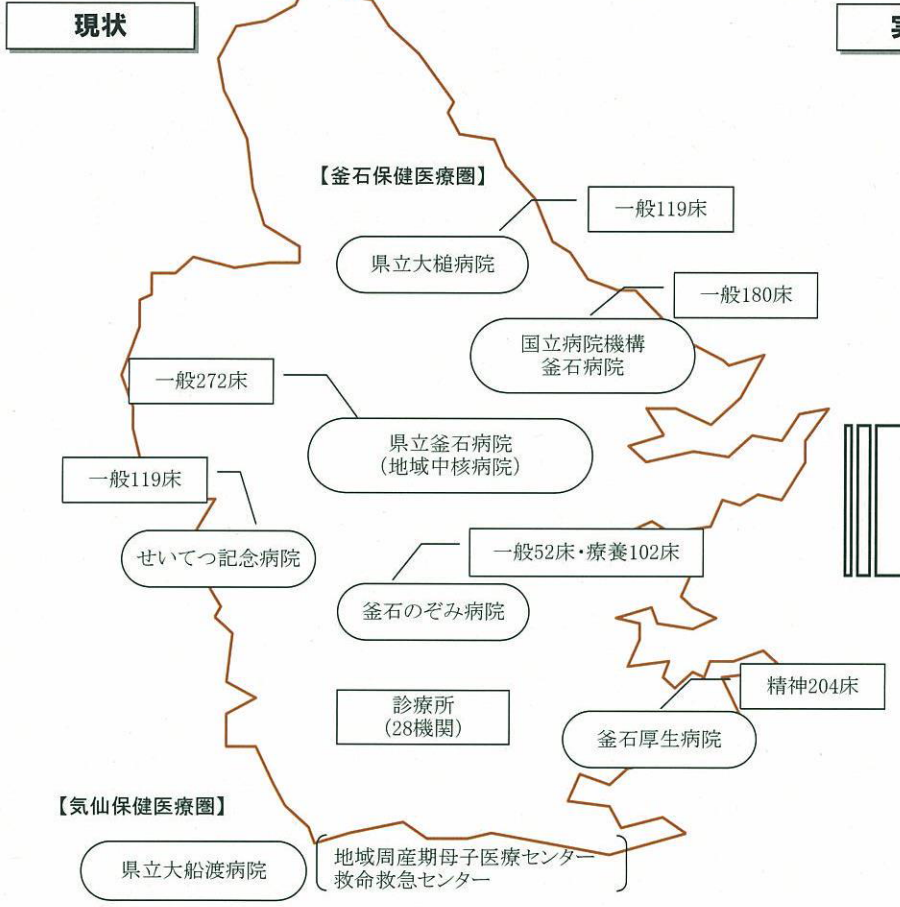 現状
実
【釜石保健医療圏】
一般119床
県立大槌病院
一般180床
国立病院機構
釜石病院
一般272床
県立釜石病院
(地域中核病院)
一般119床
せいてつ記念病院
一般52床・療養102床
釜石のぞみ病院
診療所
(28機関)
精神204床
釜石厚生病院
【気仙保健医療圏】
県立大船渡病院
地域周産期母子医療センター
救命救急センター